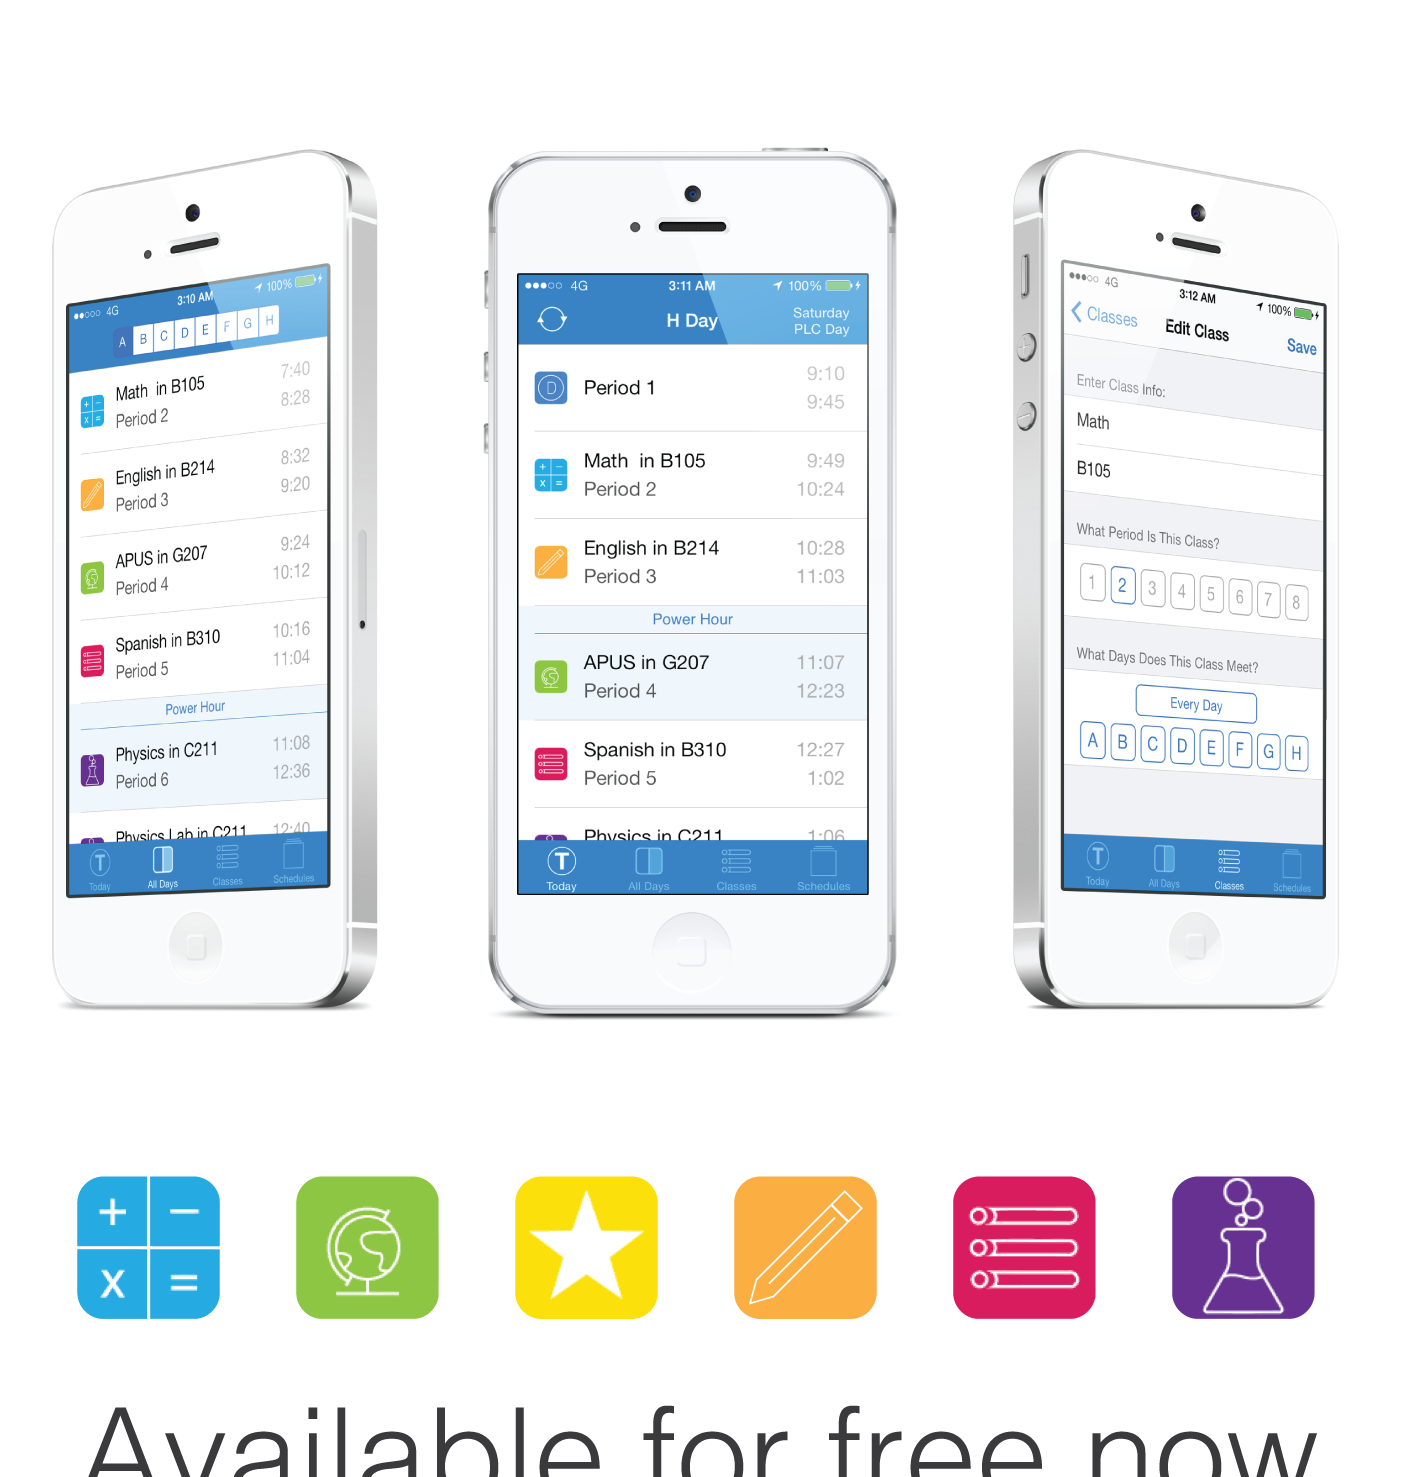 4G 3:10 AM 100%
A B C D E F G H
Math in B105 7:40
Period 2 8:28
English in B214 8:32
Period 3 9:20
APUS in G207 9:24
Period 4 10:12
Spanish in B310 10:16
Period 5 11:04
Power Hour
Physics in C211 11:08
Period 6 12:36
Physics Lab in C211 12:40
Today All Days Classes Schedules
4G 3:11 AM 100%
H Day Saturday
PLC Day
D Period 1 9:10
9:45
+ − Math in B105 9:49
x = Period 2 10:24
English in B214 10:28
Period 3 11:03
Power Hour
APUS in G207 11:07
Period 4 12:23
Spanish in B310 12:27
Period 5 1:02
Physics in C211 1:06
T
Today All Days Classes Schedules
4G 3:12 AM 100%
Classes Edit Class Save
Enter Class Info:
Math
B105
What Period Is This Class?
1 2 3 4 5 6 7 8
What Days Does This Class Meet?
Every Day
A B C D E F G H
T
Today All Days Classes Schedules
+ −
x =
Available for free now